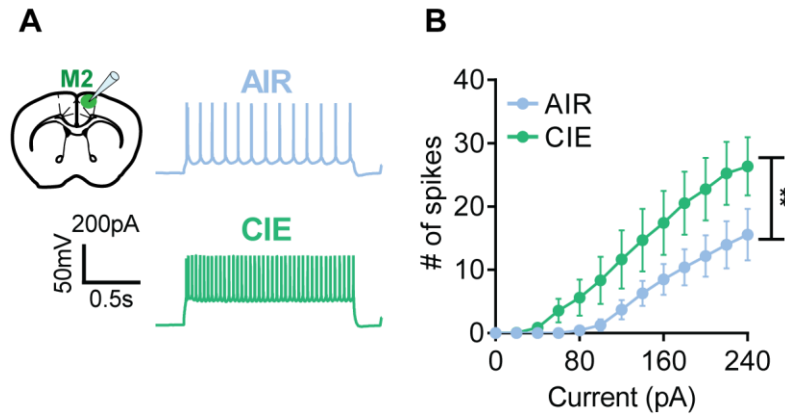 A
M2
AIR
200pA
50mV
0.5s
CIE
B
40
30
20
10
0
# of spikes
AIR
CIE
**
0
80
160
240
Current (pA)